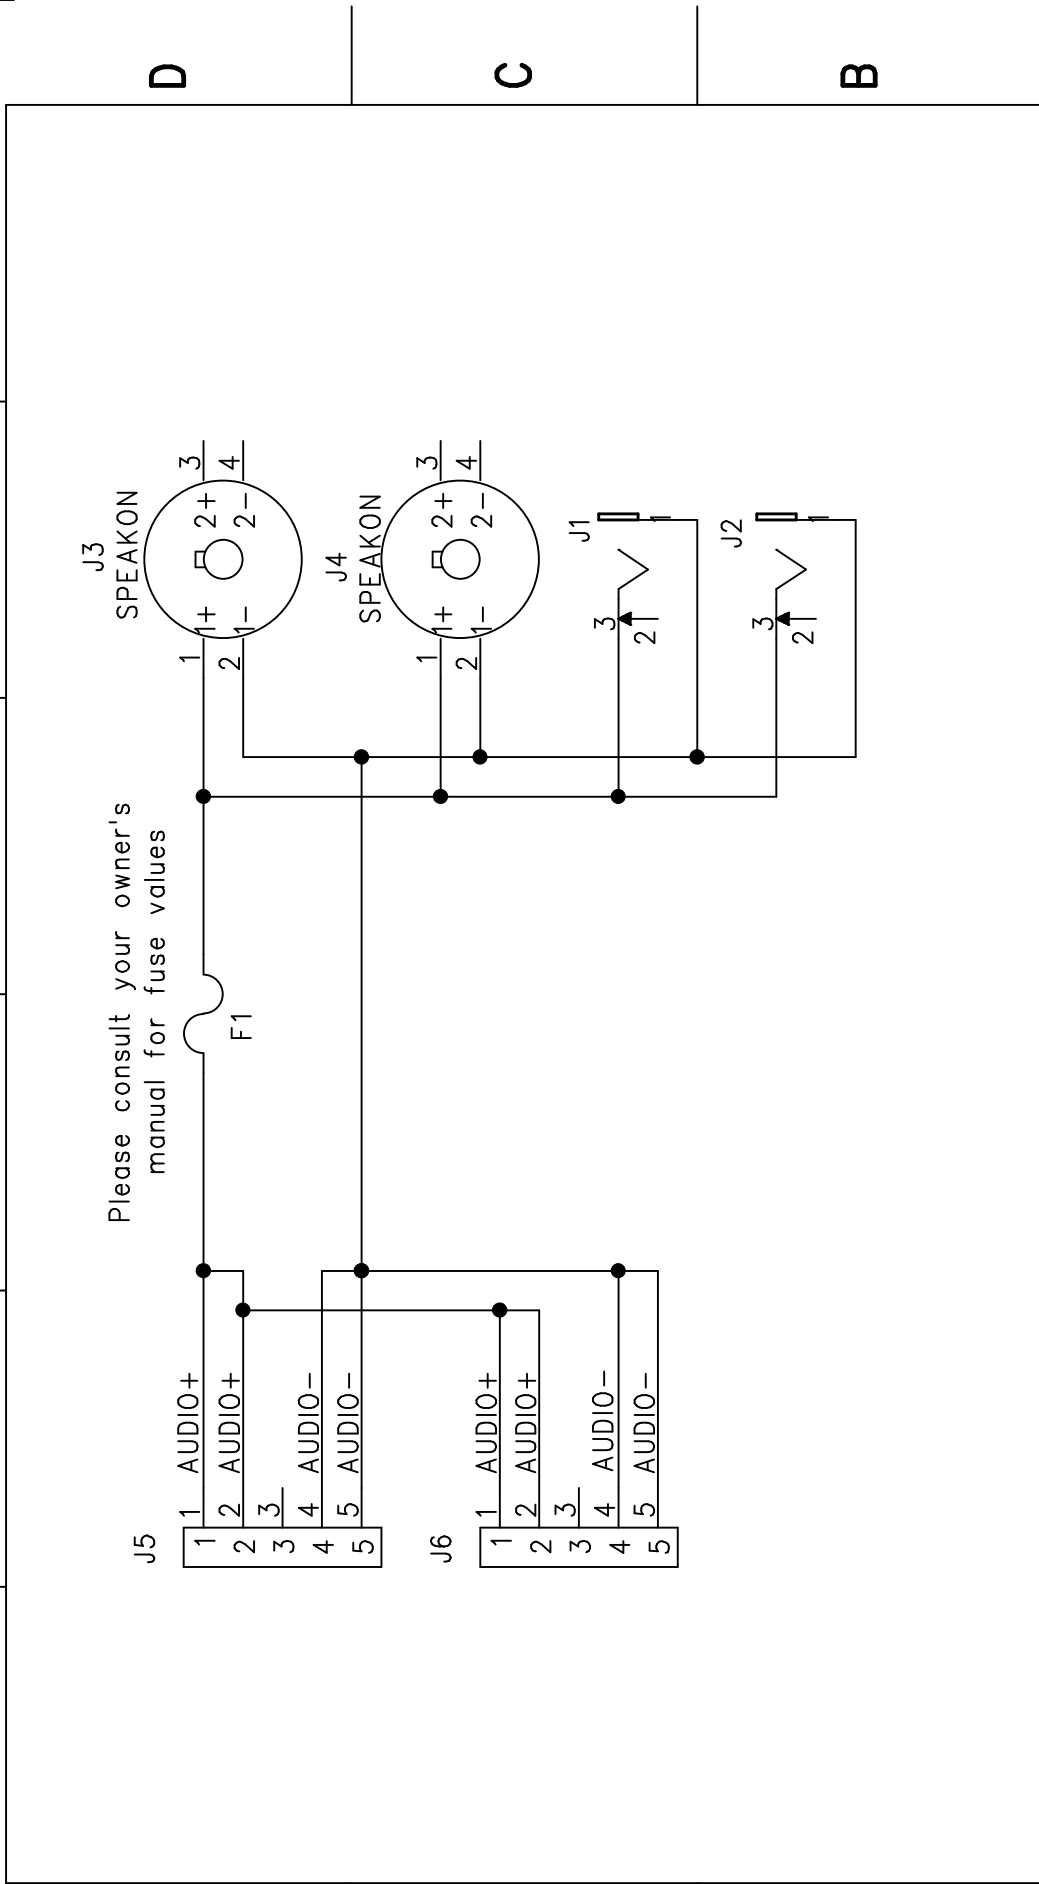 D
C
B
Please consult your owner's
manual for fuse values
F1
J3
SPEAKON
1 1+ 2+ 3
2 1- 2- 4
J4
SPEAKON
1 1+ 2+ 3
2 1- 2- 4
J1
3
2
1
J2
3
2
1
J5
1 1 AUDIO+
2 2 AUDIO+
3 3
4 4 AUDIO-
5 5 AUDIO-
J6
1 1 AUDIO+
2 2 AUDIO+
3 3
4 4 AUDIO-
5 5 AUDIO-